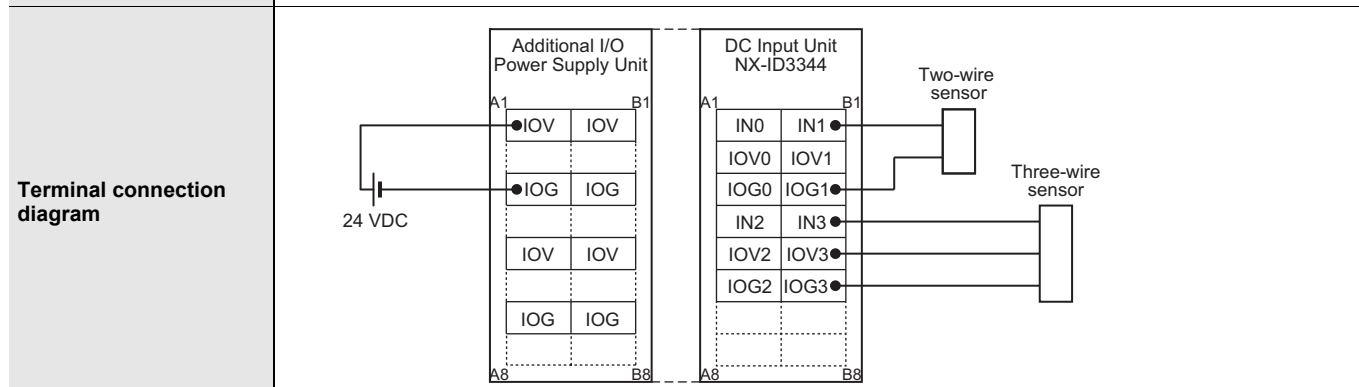 Terminal connection
diagram
Additional I/O
Power Supply Unit
A1 B1
IOV IOV
IOG IOG
IOV IOV
IOG IOG
A8 B8
24 VDC
DC Input Unit
NX-ID3344
A1 B1
IN0 IN1
IOV0 IOV1
IOG0 IOG1
IN2 IN3
IOV2 IOV3
IOG2 IOG3
A8 B8
Two-wire
sensor
Three-wire
sensor